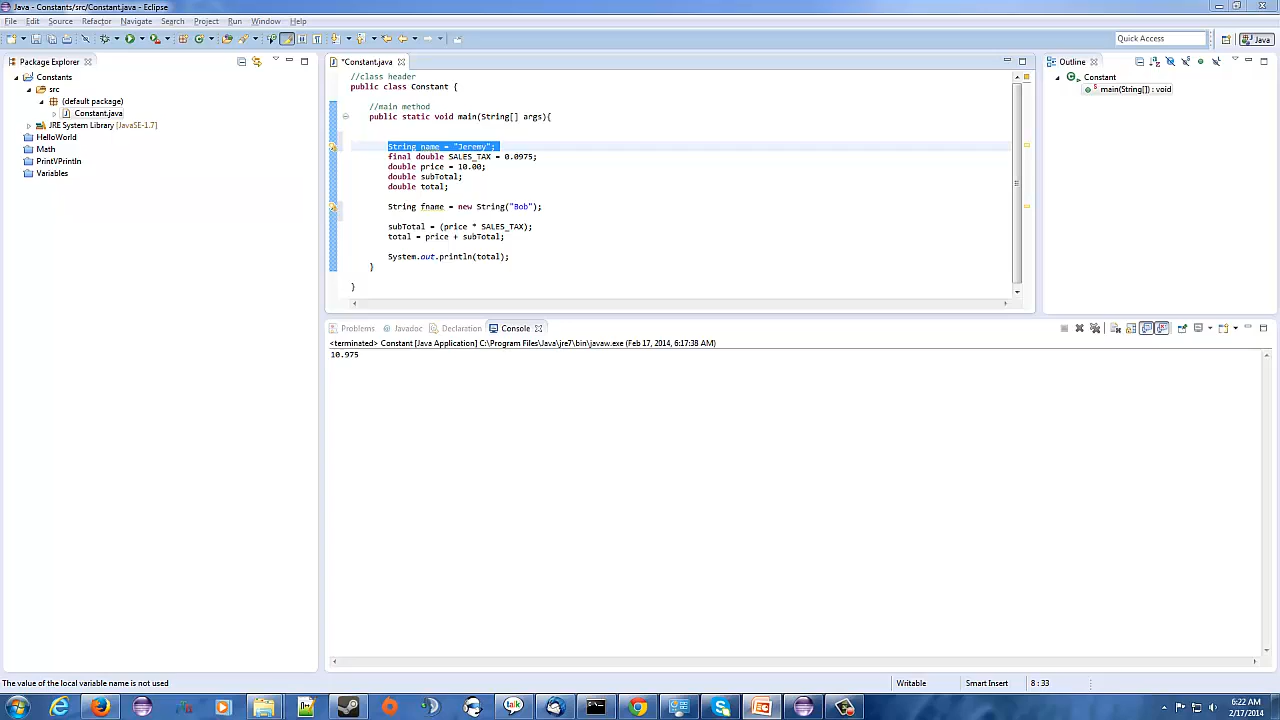 Java - Constants/src/Constant.java - Eclipse
File Edit Source Refactor Navigate Search Project Run Window Help
Quick Access
Java
Package Explorer
Constants
src
(default package)
Constant.java
JRE System Library [JavaSE-1.7]
HelloWorld
Math
PrintVPrintln
Variables
*Constant.java
//class header
public class Constant {
//main method
public static void main(String[] args){
String name = "Jeremy";
final double SALES_TAX = 0.0975;
double price = 10.00;
double subTotal;
double total;
String fname = new String("Bob");
subTotal = (price * SALES_TAX);
total = price + subTotal;
System.out.println(total);
}
}
Outline
Constant
main(String[]) : void
Problems Javadoc Declaration Console
<terminated> Constant [Java Application] C:\Program Files\Java\jre7\bin\javaw.exe (Feb 17, 2014, 6:17:38 AM)
10.975
The value of the local variable name is not used
Writable
Smart Insert
8 : 33
talk
6:22 AM
2/17/2014